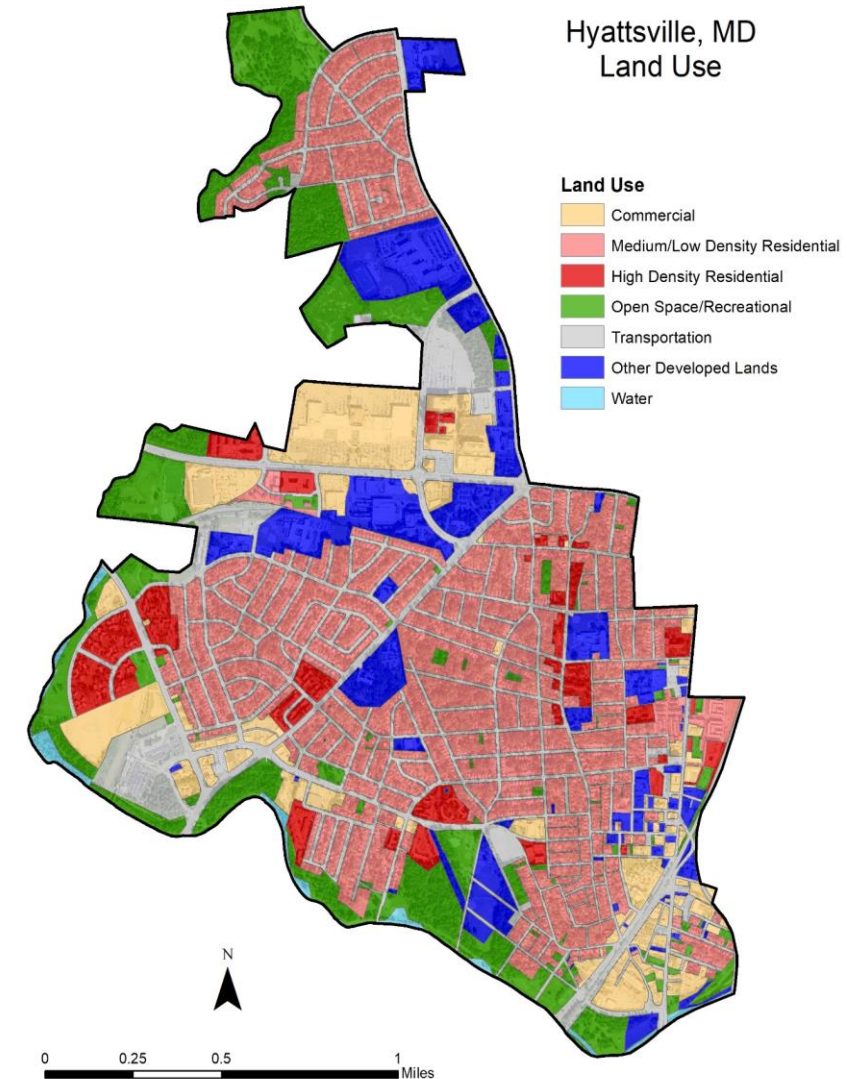 Hyattsville, MD
Land Use
Land Use
Commercial
Medium/Low Density Residential
High Density Residential
Open Space/Recreational
Transportation
Other Developed Lands
Water
N
0 0.25 0.5 1
Miles